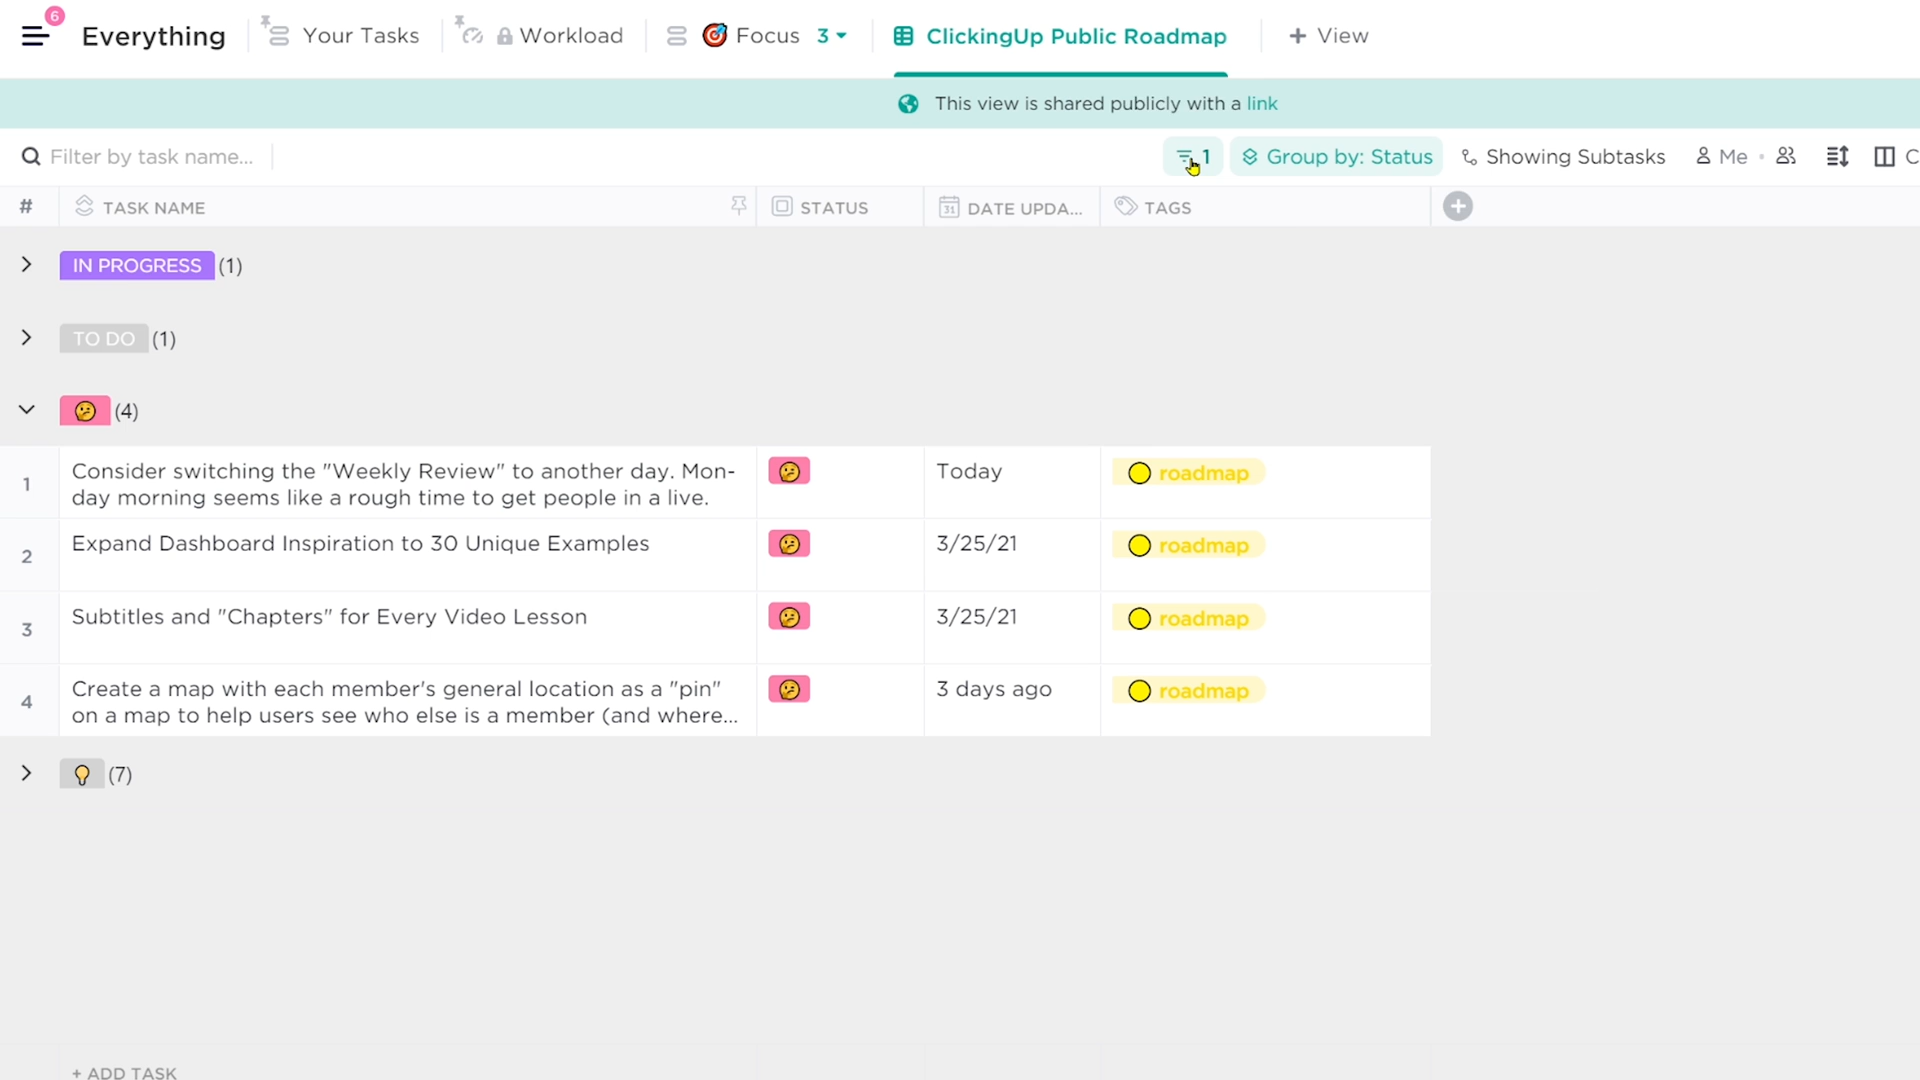 6
Everything
Your Tasks
Workload
Focus 3
ClickingUp Public Roadmap
+ View
This view is shared publicly with a link
Filter by task name...
1
Group by: Status
Showing Subtasks
Me
C
#
TASK NAME
STATUS
31
DATE UPDA...
TAGS
IN PROGRESS (1)
TO DO (1)
(4)
1
Consider switching the "Weekly Review" to another day. Mon-
day morning seems like a rough time to get people in a live.
Today
roadmap
2
Expand Dashboard Inspiration to 30 Unique Examples
3/25/21
roadmap
3
Subtitles and "Chapters" for Every Video Lesson
3/25/21
roadmap
4
Create a map with each member's general location as a "pin"
on a map to help users see who else is a member (and where...
3 days ago
roadmap
(7)
+ ADD TASK